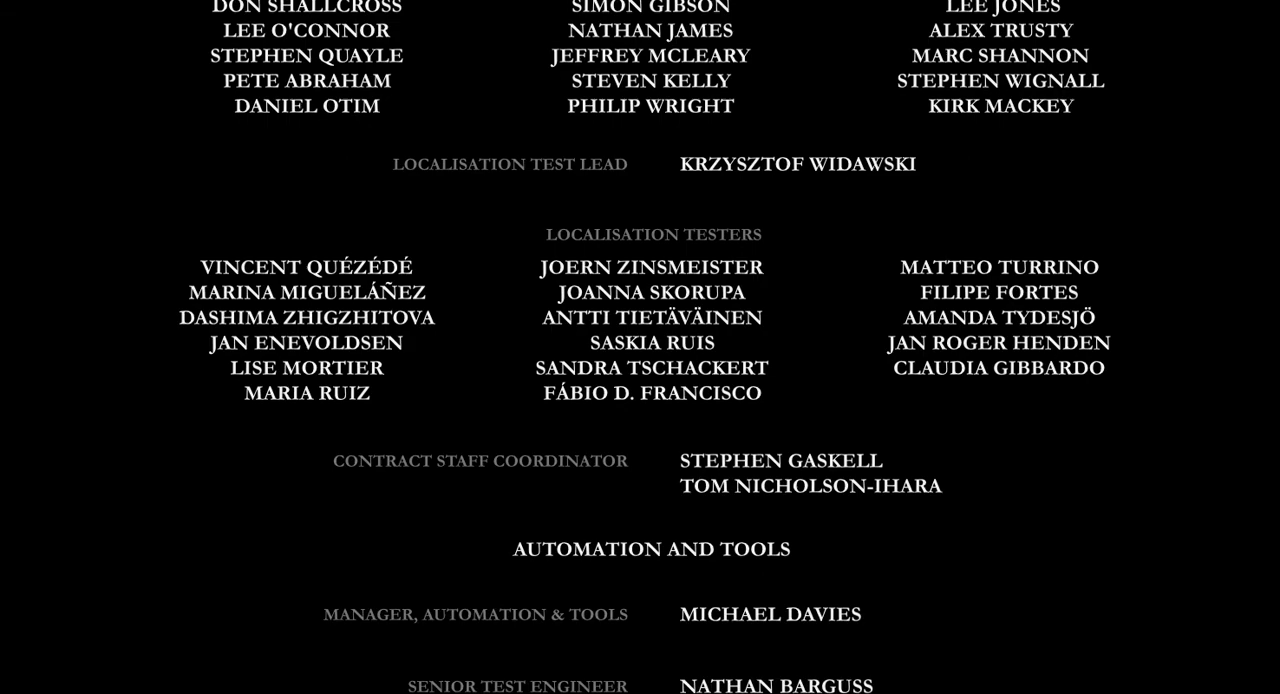 DON SHALLCROSS SIMON GIBSON LEE JONES
LEE O'CONNOR NATHAN JAMES ALEX TRUSTY
STEPHEN QUAYLE JEFFREY MCLEARY MARC SHANNON
PETE ABRAHAM STEVEN KELLY STEPHEN WIGNALL
DANIEL OTIM PHILIP WRIGHT KIRK MACKEY
LOCALISATION TEST LEAD KRZYSZTOF WIDAWSKI
LOCALISATION TESTERS
VINCENT QUÉZÉDÉ JOERN ZINSMEISTER MATTEO TURRINO
MARINA MIGUELÁÑEZ JOANNA SKORUPA FILIPE FORTES
DASHIMA ZHIGZHITOVA ANTTI TIETÄVÄINEN AMANDA TYDESJÖ
JAN ENEVOLDSEN SASKIA RUIS JAN ROGER HENDEN
LISE MORTIER SANDRA TSCHACKERT CLAUDIA GIBBARDO
MARIA RUIZ FÁBIO D. FRANCISCO
CONTRACT STAFF COORDINATOR STEPHEN GASKELL
TOM NICHOLSON-IHARA
AUTOMATION AND TOOLS
MANAGER, AUTOMATION & TOOLS MICHAEL DAVIES
SENIOR TEST ENGINEER NATHAN BARGUSS